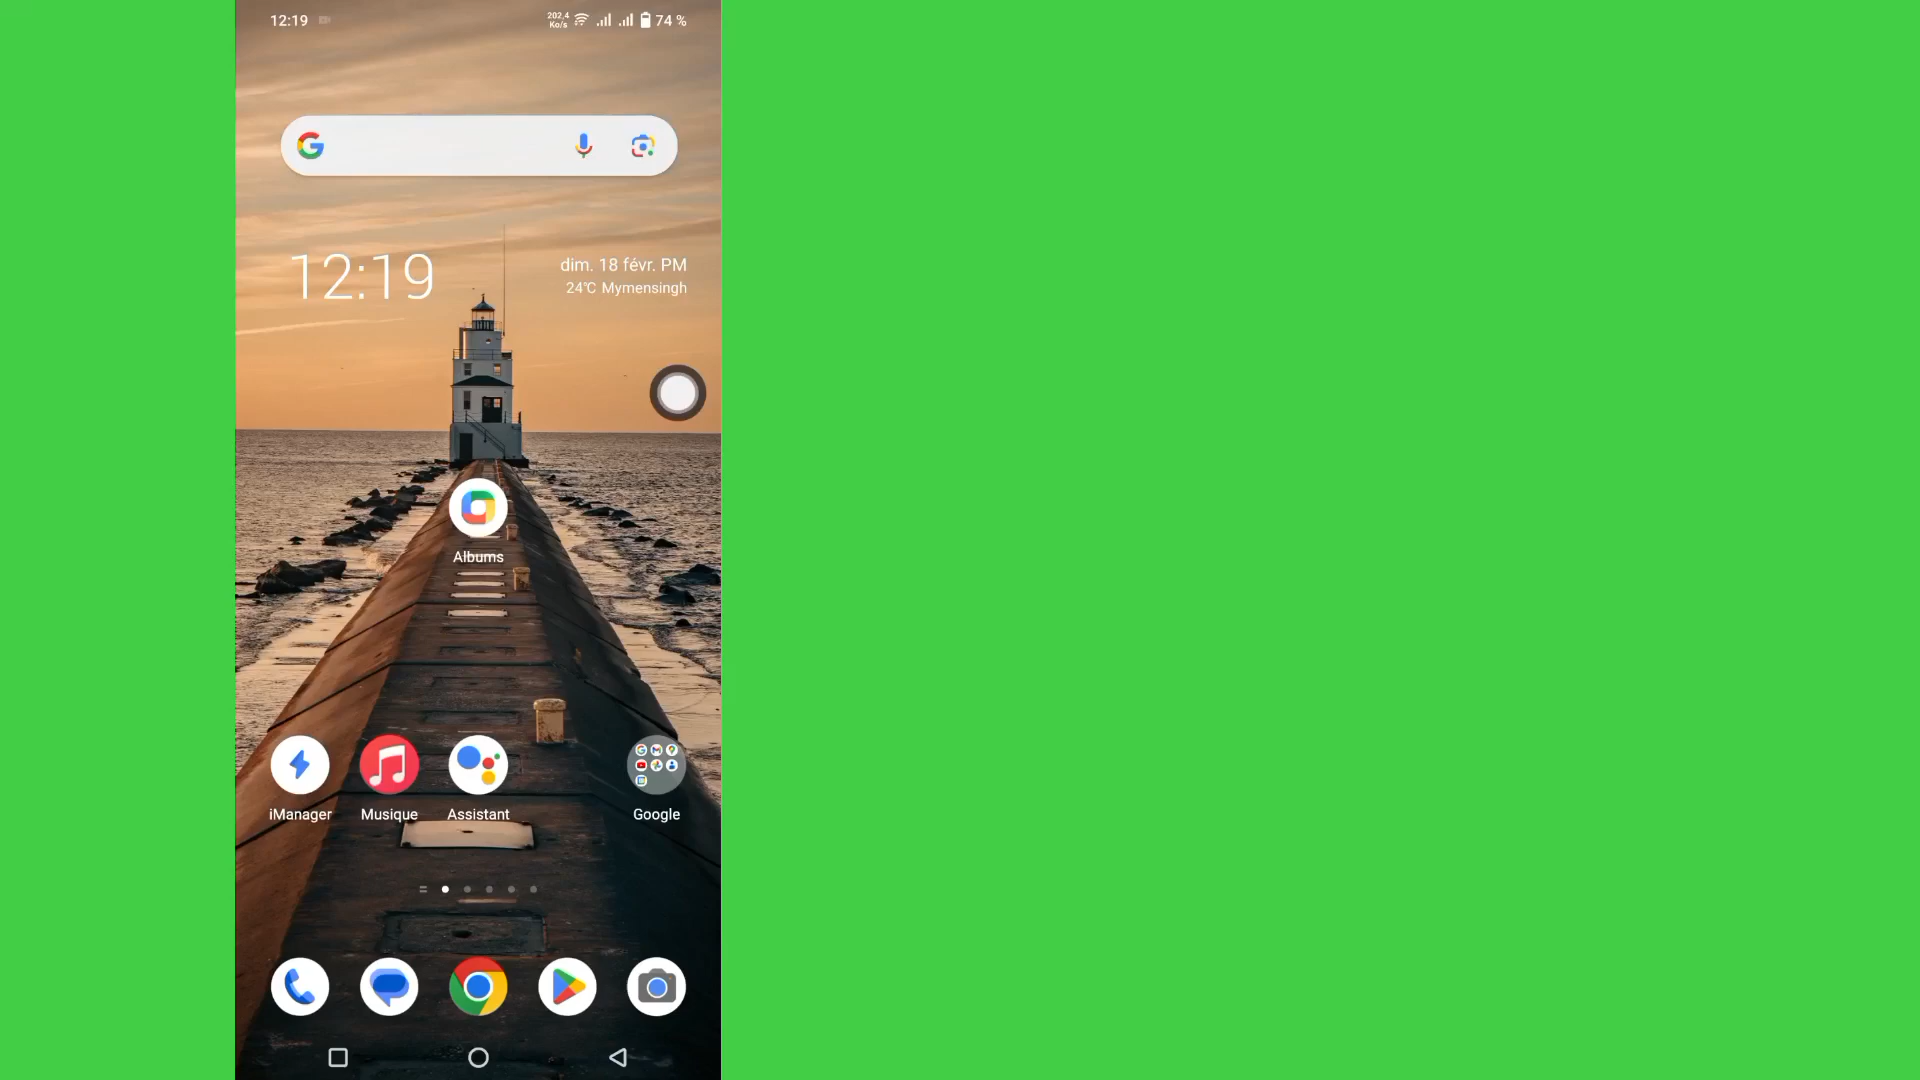 12:19
202,4
Ko/s
74 %
12:19
dim. 18 févr. PM
24°C Mymensingh
Albums
iManager
Musique
Assistant
Google